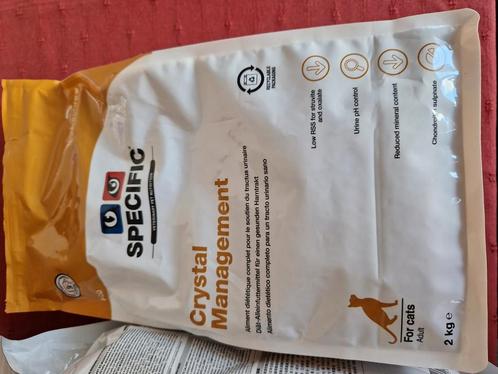 SPECIFIC
VETERINARY PET NUTRITION
RECYCLABLE
PACKAGING
Crystal
Management
Aliment diététique complet pour le soutien du tractus urinaire
Diät-Alleinfuttermittel für einen gesunden Harntrakt
Alimento dietético completo para un tracto urinario sano
Low RSS for struvite
and oxalate
Urine pH control
Reduced mineral content
Chondroitin sulphate
For cats
Adult
2 kg e